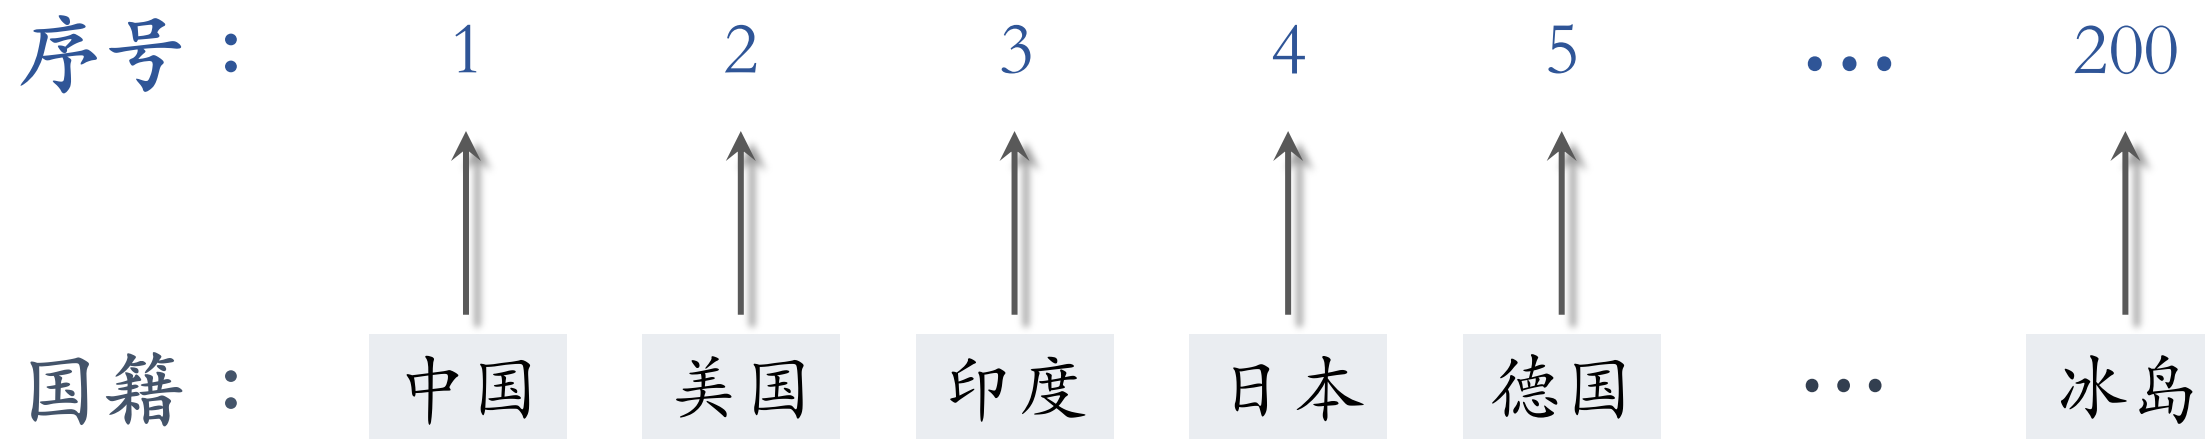 序号： 1 2 3 4 5 ... 200
国籍： 中国 美国 印度 日本 德国 ... 冰岛